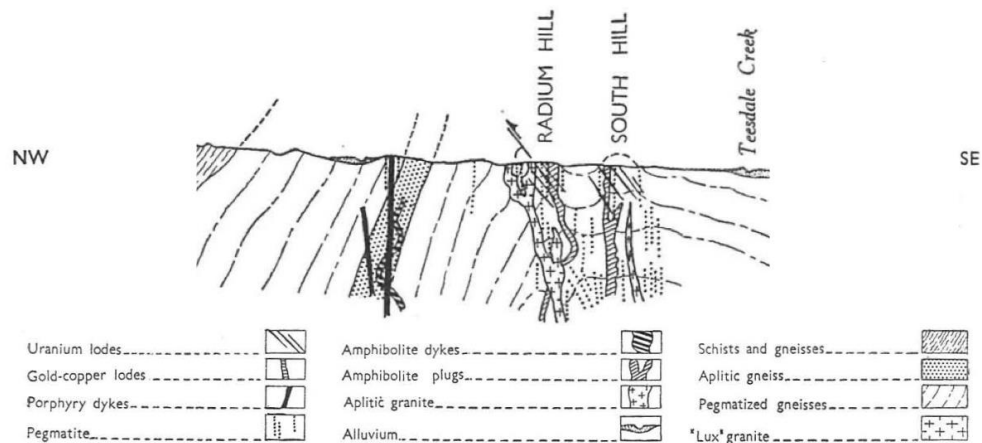 RADIUM HILL
SOUTH HILL
Teesdale Creek
NW
SE
Uranium lodes
Gold-copper lodes
Porphyry dykes
Pegmatite
Amphibolite dykes
Amphibolite plugs
Aplitic granite
Alluvium
Schists and gneisses
Aplitic gneiss
Pegmatized gneisses
"Lux" granite